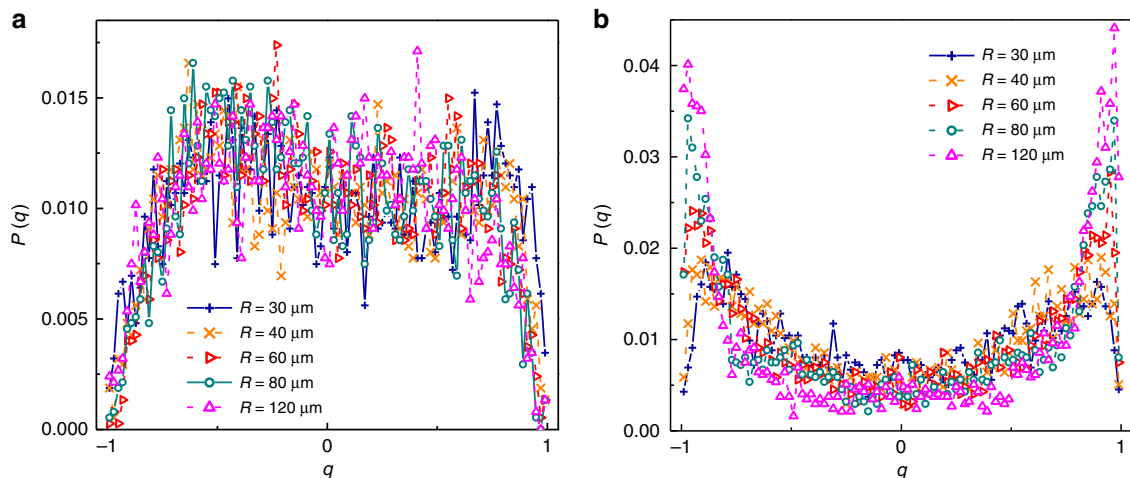 a
0.015
0.010
0.005
0.000
P (q)
R = 30 μm
R = 40 μm
R = 60 μm
R = 80 μm
R = 120 μm
−1
0
1
q
b
0.04
0.03
0.02
0.01
0.00
P (q)
R = 30 μm
R = 40 μm
R = 60 μm
R = 80 μm
R = 120 μm
−1
0
1
q